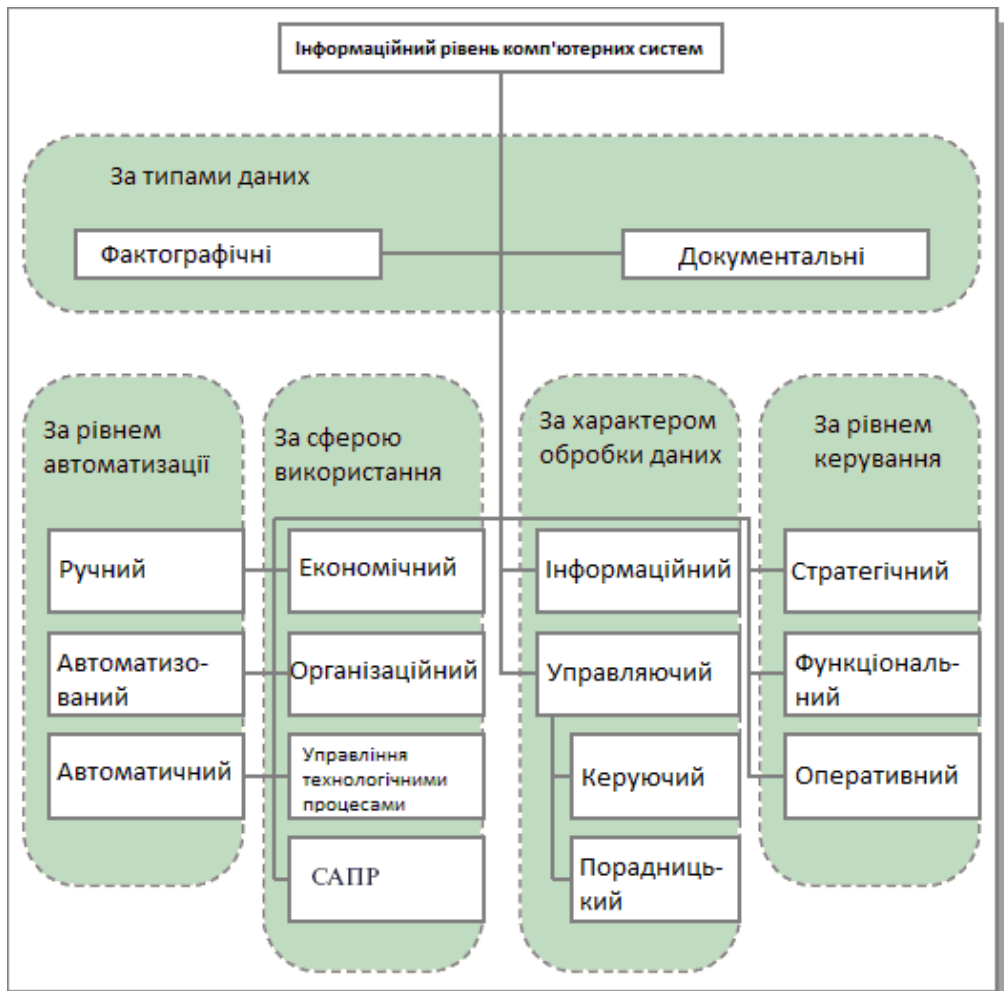 Інформаційний рівень комп'ютерних систем
За типами даних
Фактографічні
Документальні
За рівнем
автоматизації
Ручний
Автоматизо-
ваний
Автоматичний
За сферою
використання
Економічний
Організаційний
Управління
технологічними
процесами
САПР
За характером
обробки даних
Інформаційний
Управляючий
Керуючий
Порадниць-
кий
За рівнем
керування
Стратегічний
Функціональ-
ний
Оперативний